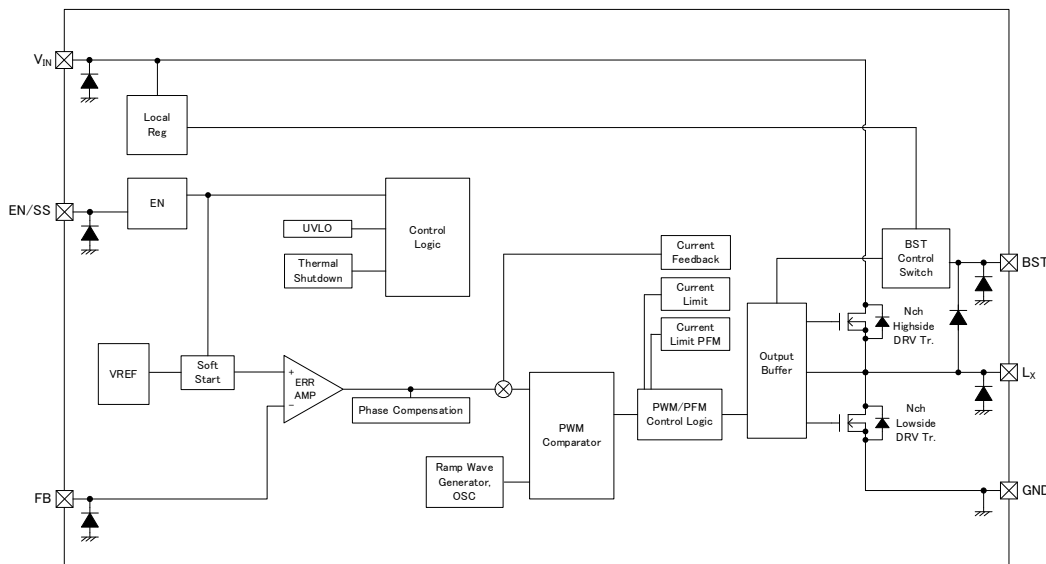 VIN
Local
Reg
EN/SS
EN
UVLO
Thermal
Shutdown
Control
Logic
Current
Feedback
Current
Limit
Current
Limit PFM
BST
Control
Switch
BST
Nch
Highside
DRV Tr.
VREF
Soft
Start
+
ERR
AMP
−
Phase Compensation
PWM
Comparator
PWM/PFM
Control Logic
Output
Buffer
LX
Nch
Lowside
DRV Tr.
Ramp Wave
Generator,
OSC
FB
GND